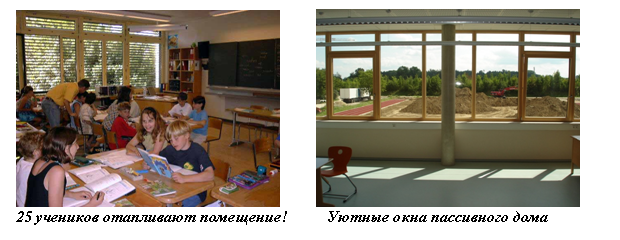 25 учеников отапливают помещение!
Уютные окна пассивного дома